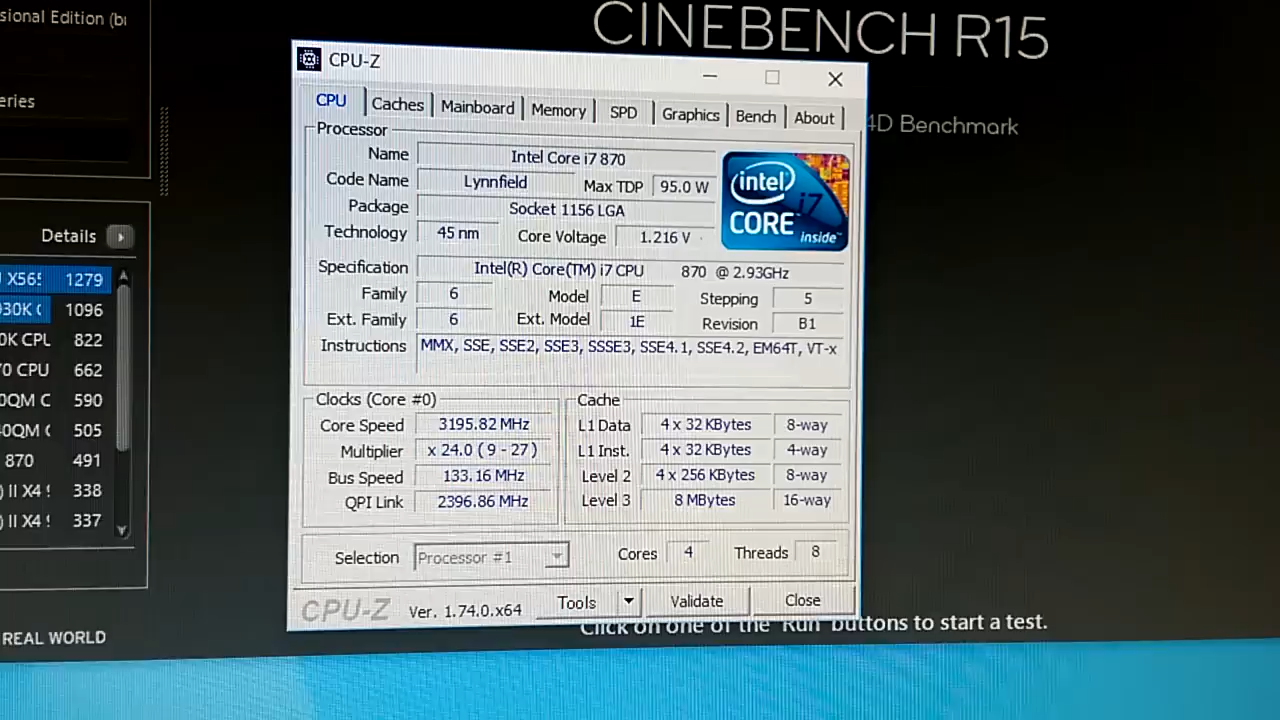 sional Edition (bu
CINEBENCH R15
CPU-Z
eries
CPU Caches Mainboard Memory SPD Graphics Bench About
4D Benchmark
Processor
Name Intel Core i7 870
Code Name Lynnfield Max TDP 95.0 W
Package Socket 1156 LGA
Technology 45 nm Core Voltage 1.216 V
intel CORE i7 inside™
Specification Intel(R) Core(TM) i7 CPU 870 @ 2.93GHz
Family 6 Model E Stepping 5
Ext. Family 6 Ext. Model 1E Revision B1
Instructions MMX, SSE, SSE2, SSE3, SSSE3, SSE4.1, SSE4.2, EM64T, VT-x
Details
X565 1279
930K C 1096
0K CPU 822
70 CPU 662
0QM C 590
0QM C 505
870 491
) II X4 9 338
) II X4 9 337
Clocks (Core #0)
Core Speed 3195.82 MHz
Multiplier x 24.0 ( 9 - 27 )
Bus Speed 133.16 MHz
QPI Link 2396.86 MHz
Cache
L1 Data 4 x 32 KBytes 8-way
L1 Inst. 4 x 32 KBytes 4-way
Level 2 4 x 256 KBytes 8-way
Level 3 8 MBytes 16-way
Selection Processor #1 Cores 4 Threads 8
CPU-Z Ver. 1.74.0.x64 Tools Validate Close
Click on one of the 'Run' buttons to start a test.
REAL WORLD